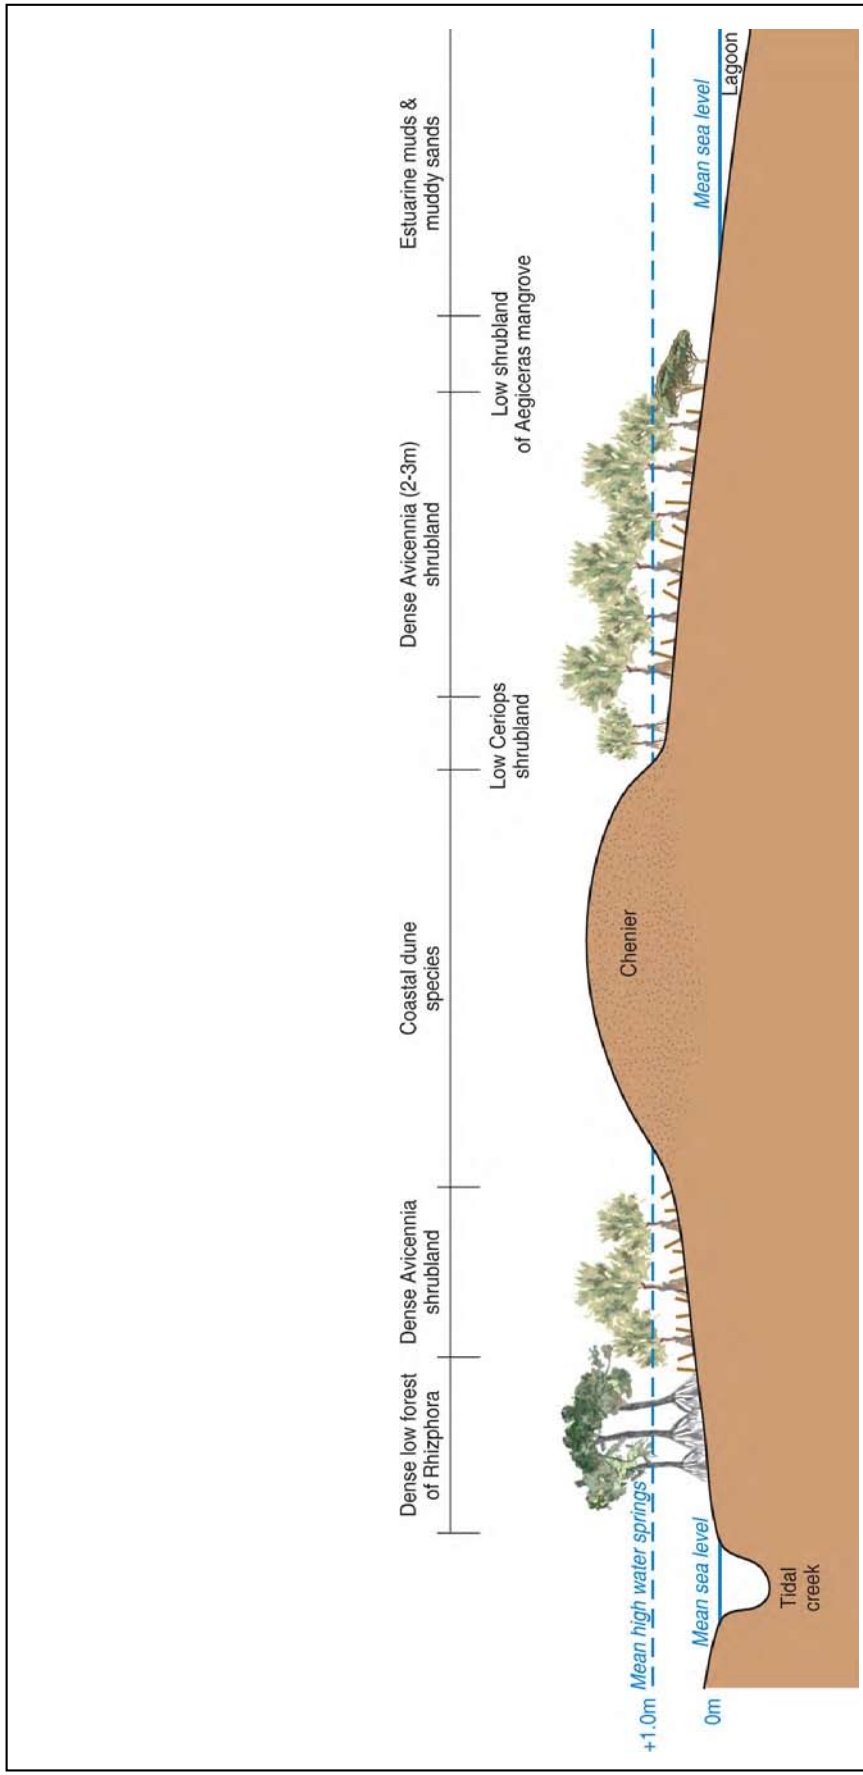 Dense low forest
of Rhizphora
Dense Avicennia
shrubland
Coastal dune
species
Low Ceriops
shrubland
Dense Avicennia (2-3m)
shrubland
Low shrubland
of Aegiceras mangrove
Estuarine muds &
muddy sands
+1.0m
Mean high water springs
0m
Mean sea level
Tidal
creek
Chenier
Mean sea level
Lagoon